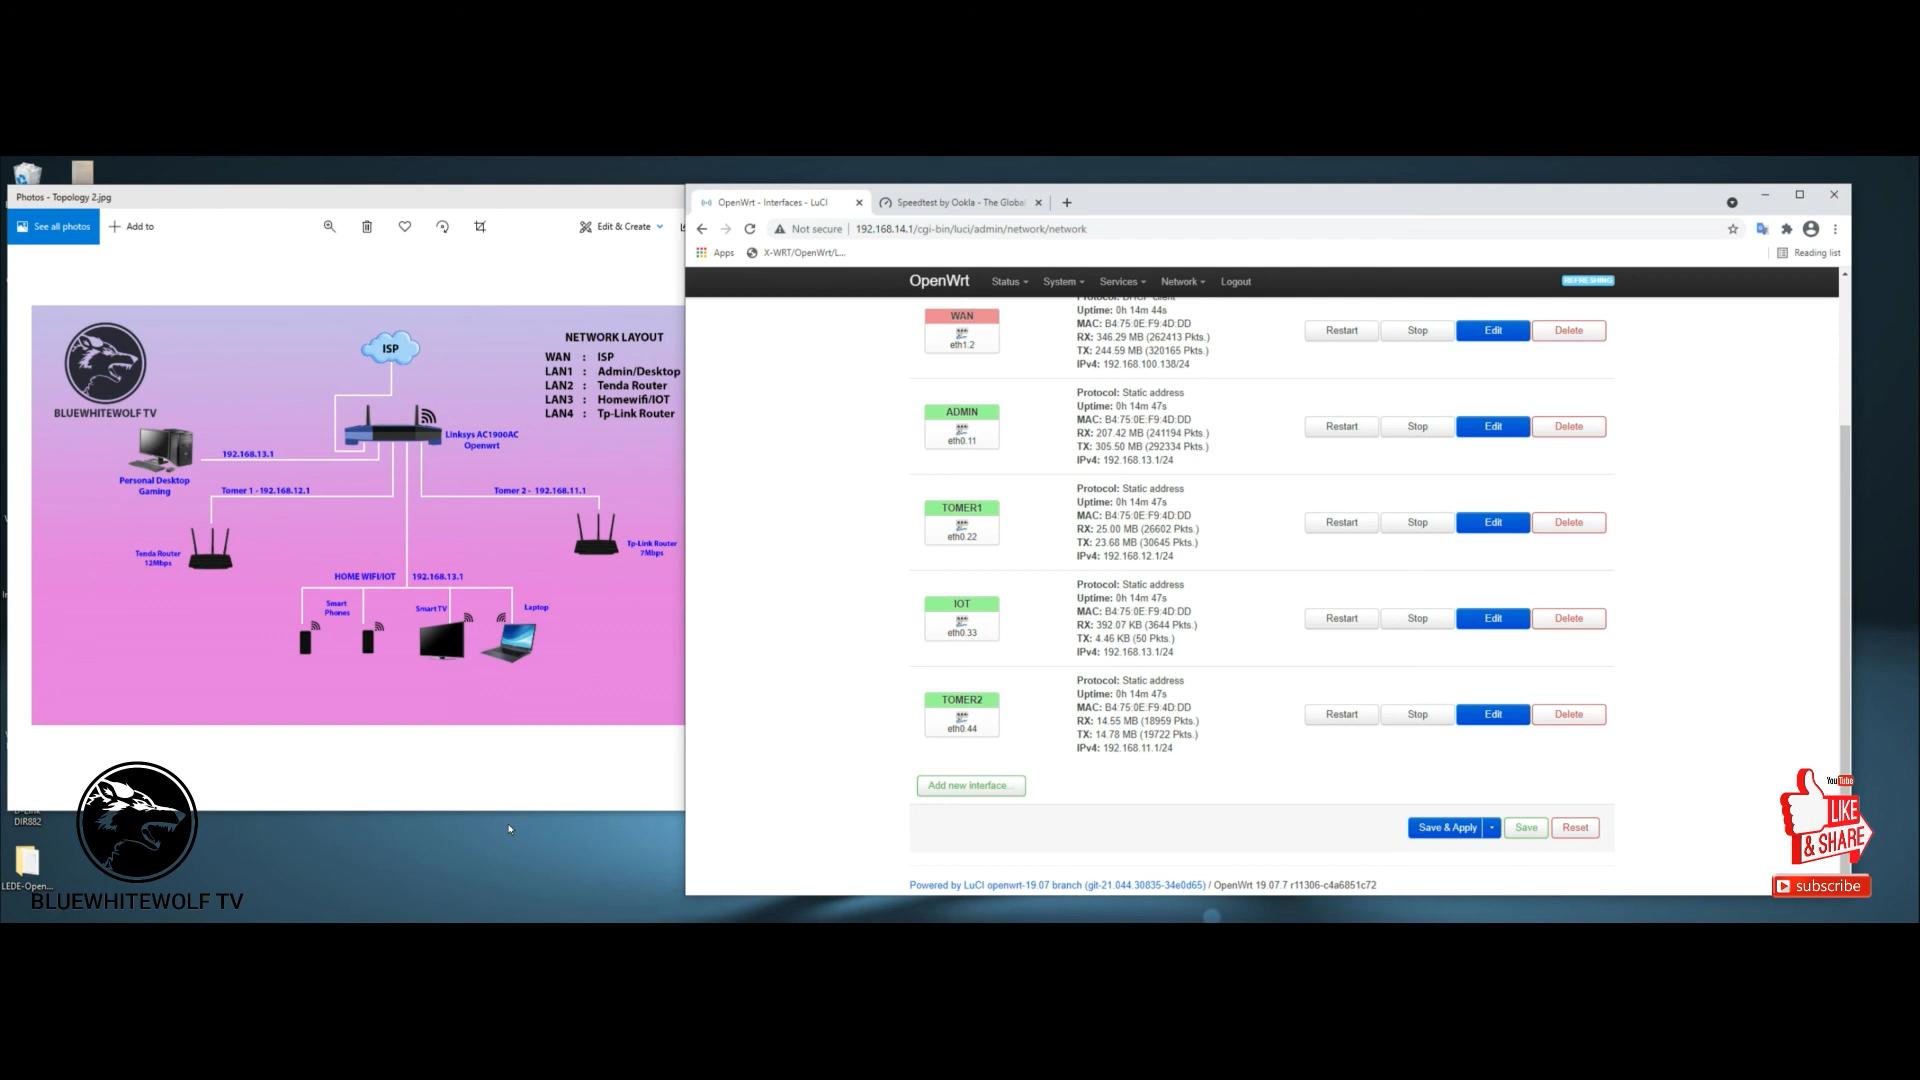 Photos - Topology 2.jpg
See all photos
Add to
Edit & Create
BLUEWHITEWOLF TV
ISP
NETWORK LAYOUT
WAN : ISP
LAN1 : Admin/Desktop
LAN2 : Tenda Router
LAN3 : Homewifi/IOT
LAN4 : Tp-Link Router
Linksys AC1900AC
Openwrt
192.168.13.1
Personal Desktop
Gaming
Tomer 1 - 192.168.12.1
Tomer 2 - 192.168.11.1
Tenda Router
12Mbps
Tp-Link Router
7Mbps
HOME WIFI/IOT 192.168.13.1
Smart
Phones
Smart TV
Laptop
DIR882
LEDE-Open...
BLUEWHITEWOLF TV
OpenWrt - Interfaces - LuCI
Speedtest by Ookla - The Global
Not secure
192.168.14.1/cgi-bin/luci/admin/network/network
Apps
X-WRT/OpenWrt/L...
Reading list
OpenWrt
Status
System
Services
Network
Logout
REFRESHING
WAN
eth1.2
Protocol: DHCP client
Uptime: 0h 14m 44s
MAC: B4:75:0E:F9:4D:DD
RX: 346.29 MB (262413 Pkts.)
TX: 244.59 MB (320165 Pkts.)
IPv4: 192.168.100.138/24
Restart
Stop
Edit
Delete
ADMIN
eth0.11
Protocol: Static address
Uptime: 0h 14m 47s
MAC: B4:75:0E:F9:4D:DD
RX: 207.42 MB (241194 Pkts.)
TX: 305.50 MB (292334 Pkts.)
IPv4: 192.168.13.1/24
Restart
Stop
Edit
Delete
TOMER1
eth0.22
Protocol: Static address
Uptime: 0h 14m 47s
MAC: B4:75:0E:F9:4D:DD
RX: 25.00 MB (26602 Pkts.)
TX: 23.68 MB (30645 Pkts.)
IPv4: 192.168.12.1/24
Restart
Stop
Edit
Delete
IOT
eth0.33
Protocol: Static address
Uptime: 0h 14m 47s
MAC: B4:75:0E:F9:4D:DD
RX: 392.07 KB (3644 Pkts.)
TX: 4.46 KB (50 Pkts.)
IPv4: 192.168.13.1/24
Restart
Stop
Edit
Delete
TOMER2
eth0.44
Protocol: Static address
Uptime: 0h 14m 47s
MAC: B4:75:0E:F9:4D:DD
RX: 14.55 MB (18959 Pkts.)
TX: 14.78 MB (19722 Pkts.)
IPv4: 192.168.11.1/24
Restart
Stop
Edit
Delete
Add new interface...
Save & Apply
Save
Reset
Powered by LuCI openwrt-19.07 branch (git-21.044.30835-34e0d65) / OpenWrt 19.07.7 r11306-c4a6851c72
YouTube
LIKE
& SHARE
subscribe